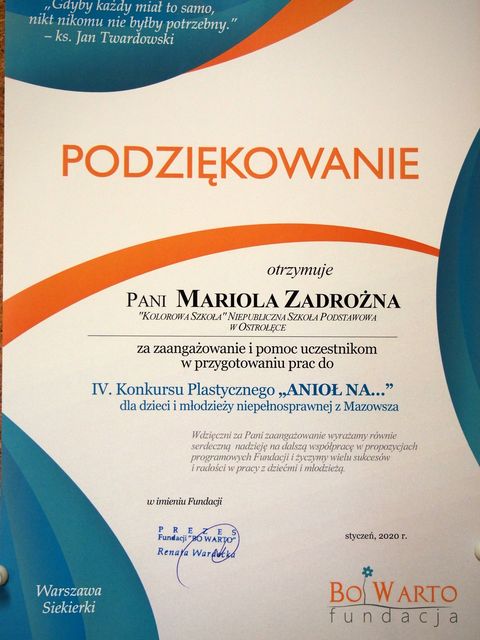 „Gdyby każdy miał to samo,
nikt nikomu nie byłby potrzebny.”
– ks. Jan Twardowski
PODZIĘKOWANIE
otrzymuje
PANI MARIOLA ZADROŻNA
"KOLOROWA SZKOŁA" NIEPUBLICZNA SZKOŁA PODSTAWOWA
W OSTROŁĘCE
za zaangażowanie i pomoc uczestnikom
w przygotowaniu prac do
IV. Konkursu Plastycznego „ANIOŁ NA...”
dla dzieci i młodzieży niepełnosprawnej z Mazowsza
Wdzięczni za Pani zaangażowanie wyrażamy równie
serdeczną nadzieję na dalszą współpracę w propozycjach
programowych Fundacji i życzymy wielu sukcesów
i radości w pracy z dziećmi i młodzieżą.
w imieniu Fundacji
PREZES
Fundacji "BO WARTO"
Renata Wardecka
styczeń, 2020 r.
Warszawa
Siekierki
BO WARTO
fundacja